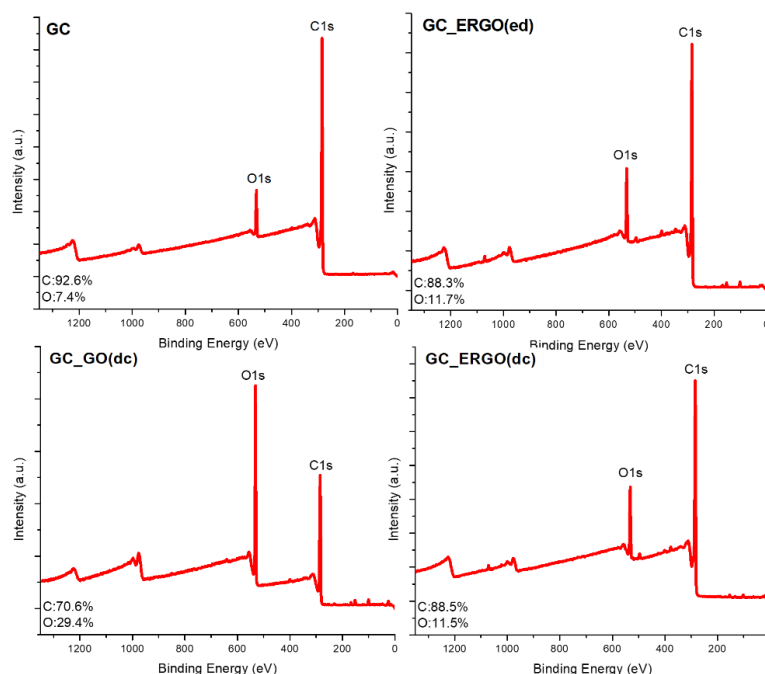 GC
C1s
O1s
Intensity (a.u.)
C:92.6%
O:7.4%
1200 1000 800 600 400 200 0
Binding Energy (eV)
GC_ERGO(ed)
C1s
O1s
Intensity (a.u.)
C:88.3%
O:11.7%
1200 1000 800 600 400 200
Binding Energy (eV)
GC_GO(dc)
O1s
C1s
Intensity (a.u.)
C:70.6%
O:29.4%
1200 1000 800 600 400 200 0
Binding Energy (eV)
GC_ERGO(dc)
C1s
O1s
Intensity (a.u.)
C:88.5%
O:11.5%
1200 1000 800 600 400 200 0
Binding Energy (eV)